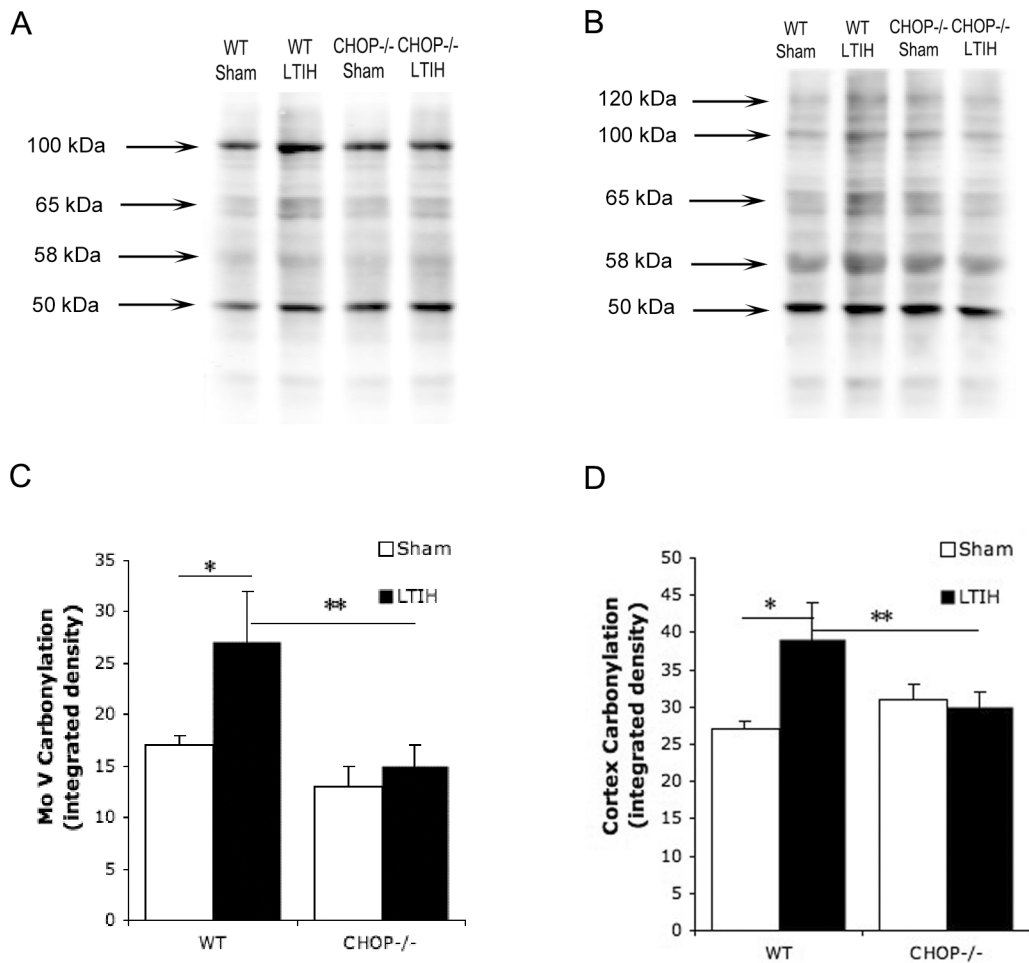 A
WT WT CHOP-/- CHOP-/-
Sham LTIH Sham LTIH
100 kDa
65 kDa
58 kDa
50 kDa
B
WT WT CHOP-/- CHOP-/-
Sham LTIH Sham LTIH
120 kDa
100 kDa
65 kDa
58 kDa
50 kDa
C
Mo V Carbonylation
(integrated density)
35
30
25
20
15
10
5
0
* 
**
Sham
LTIH
WT CHOP-/-
D
Cortex Carbonylation
(integrated density)
50
45
40
35
30
25
20
15
10
5
0
*
**
Sham
LTIH
WT CHOP-/-